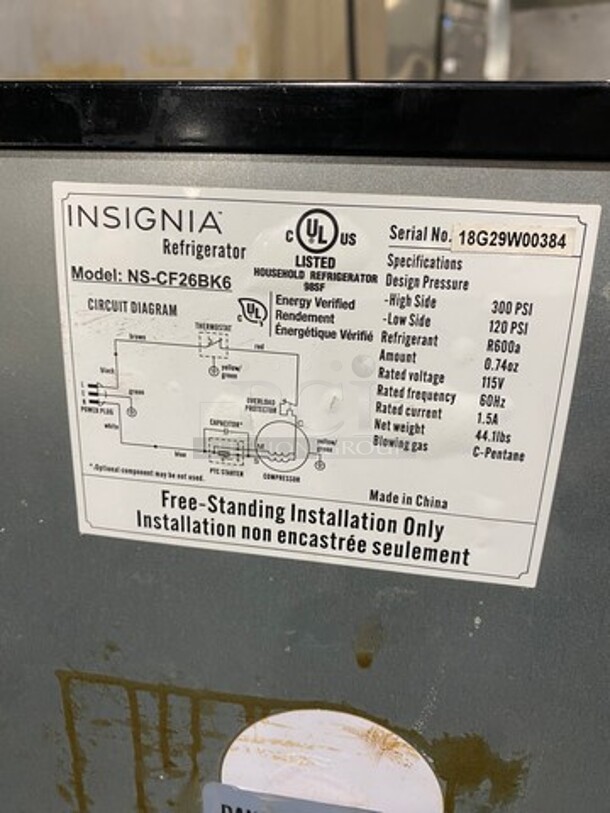 INSIGNIA™
Refrigerator
Model: NS-CF26BK6
C UL US
LISTED
HOUSEHOLD REFRIGERATOR
98SF
C UL
Energy Verified
Rendement
Énergétique Vérifié
Serial No. 18G29W00384
Specifications
Design Pressure
-High Side 300 PSI
-Low Side 120 PSI
Refrigerant R600a
Amount 0.74oz
Rated voltage 115V
Rated frequency 60Hz
Rated current 1.5A
Net weight 44.1lbs
Blowing gas C-Pentane
Made in China
CIRCUIT DIAGRAM
THERMOSTAT
brown
red
black
yellow/
green
L
E
N
green
POWER PLUG
white
OVERLOAD
PROTECTOR
C
CAPACITOR*
yellow/
green
blue
PTC STARTER
COMPRESSOR
*.Optional component may be not used.
Free-Standing Installation Only
Installation non encastrée seulement